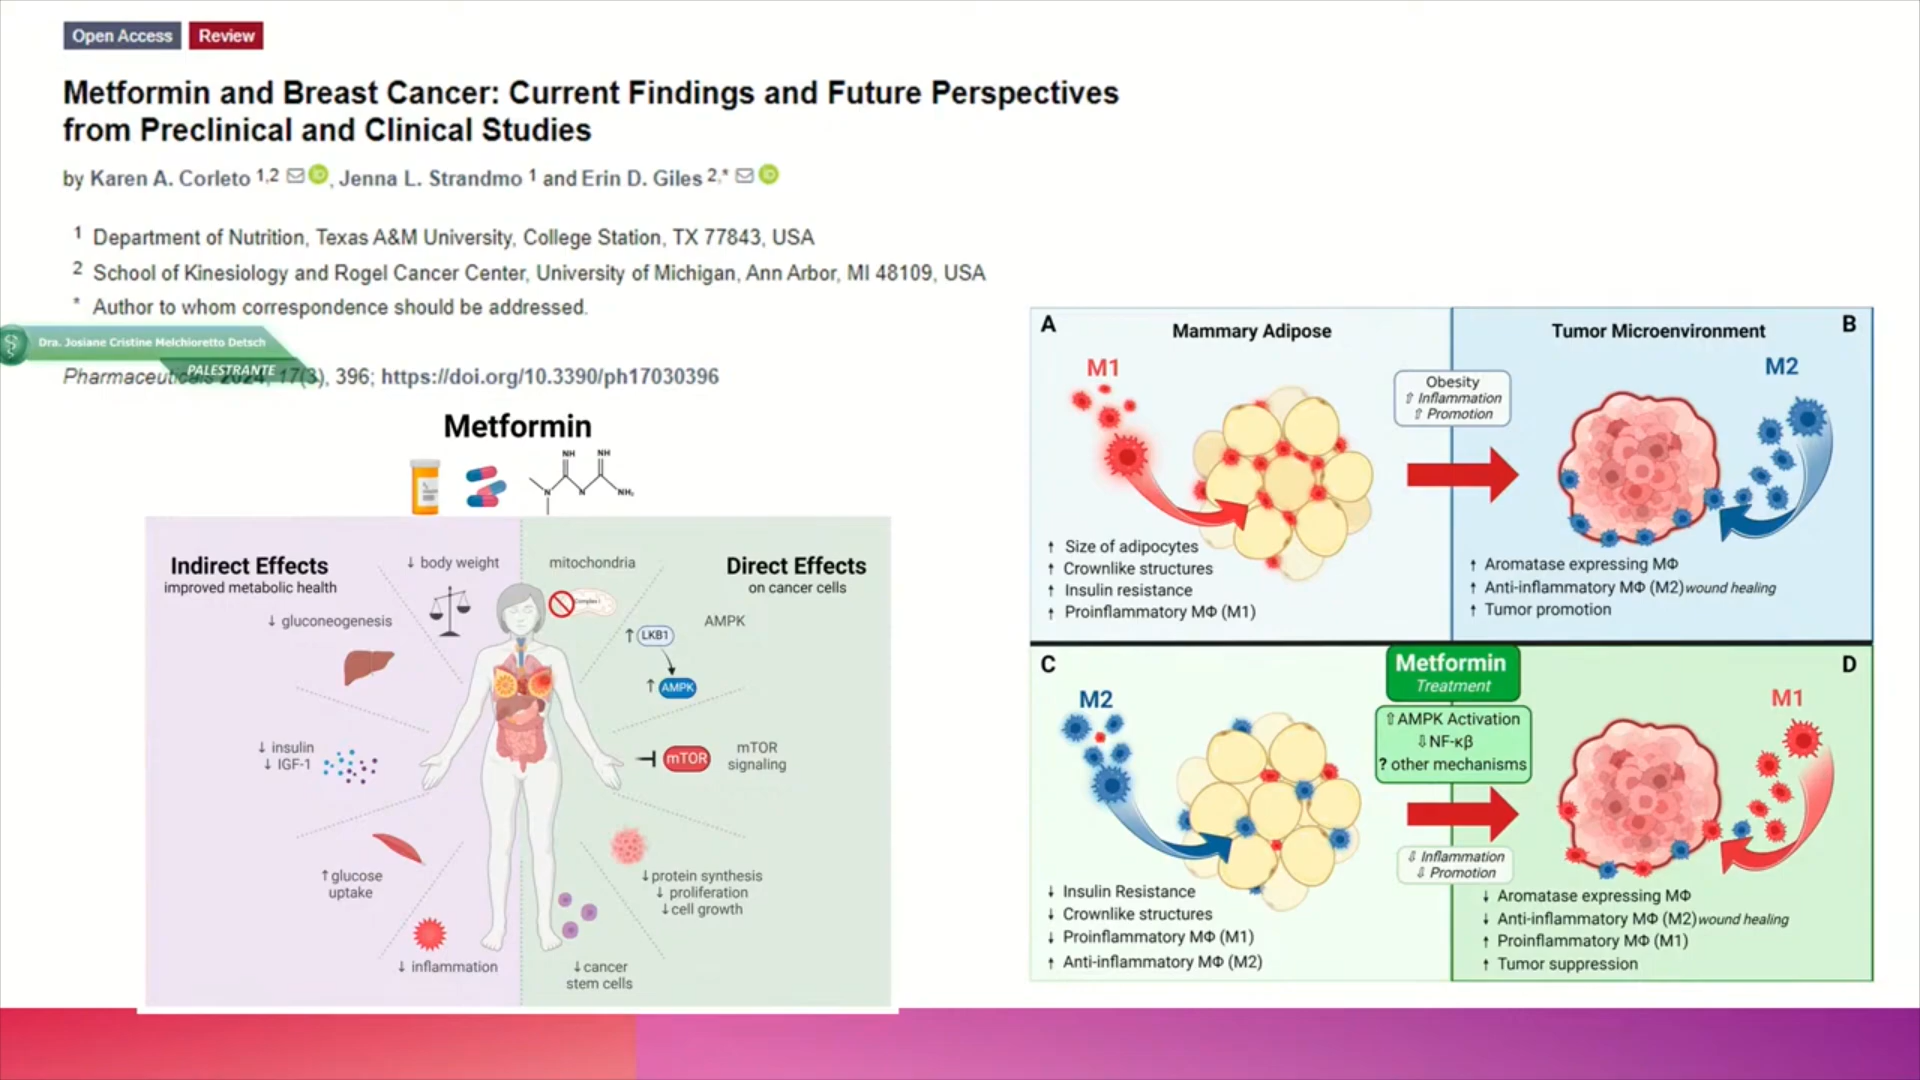 Open Access Review
Metformin and Breast Cancer: Current Findings and Future Perspectives
from Preclinical and Clinical Studies
by Karen A. Corleto 1,2, Jenna L. Strandmo 1 and Erin D. Giles 2,*
1 Department of Nutrition, Texas A&M University, College Station, TX 77843, USA
2 School of Kinesiology and Rogel Cancer Center, University of Michigan, Ann Arbor, MI 48109, USA
* Author to whom correspondence should be addressed.
Dra. Josiane Cristine Melchioretto Detsch
PALESTRANTE
Pharmaceuticals 2024, 17(3), 396; https://doi.org/10.3390/ph17030396
Metformin
NH NH
N N NH₂
Indirect Effects
improved metabolic health
↓ body weight
↓ gluconeogenesis
↓ insulin
↓ IGF-1
↑ glucose
uptake
↓ inflammation
mitochondria
Complex I
Direct Effects
on cancer cells
AMPK
↑ LKB1
↑ AMPK
mTOR
mTOR
signaling
↓protein synthesis
↓ proliferation
↓cell growth
↓cancer
stem cells
A
Mammary Adipose
M1
↑ Size of adipocytes
↑ Crownlike structures
↑ Insulin resistance
↑ Proinflammatory MΦ (M1)
Obesity
⇧ Inflammation
⇧ Promotion
Tumor Microenvironment
B
M2
↑ Aromatase expressing MΦ
↑ Anti-inflammatory MΦ (M2) wound healing
↑ Tumor promotion
C
M2
↓ Insulin Resistance
↓ Crownlike structures
↓ Proinflammatory MΦ (M1)
↑ Anti-inflammatory MΦ (M2)
Metformin
Treatment
⇧AMPK Activation
⇩NF-κβ
? other mechanisms
⇩ Inflammation
⇩ Promotion
D
M1
↓ Aromatase expressing MΦ
↓ Anti-inflammatory MΦ (M2) wound healing
↑ Proinflammatory MΦ (M1)
↑ Tumor suppression